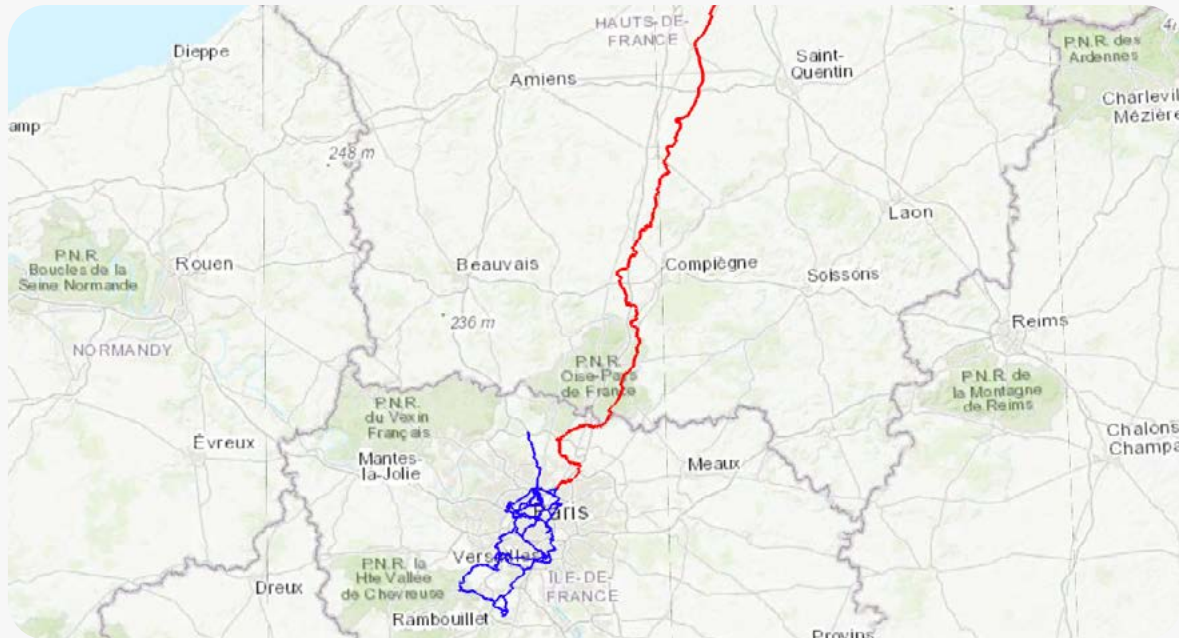 HAUTS-DE-
FRANCE
Dieppe
Amiens
Saint-
Quentin
P.N.R. des
Ardennes
Charlevil
Mézière
amp
248 m
Laon
P.N.R.
Boucles de la
Seine Normande
Rouen
Beauvais
Compiègne
Soissons
236 m
Reims
NORMANDY
P.N.R.
Oise-Pays
de France
P.N.R. de
la Montagne
de Reims
P.N.R.
du Vexin
Français
Évreux
Mantes-
la-Jolie
Meaux
Chalons
Champa
Paris
Versailles
P.N.R. la
Hte Vallée
de Chevreuse
ÎLE-DE-
FRANCE
Dreux
Rambouillet
Provins